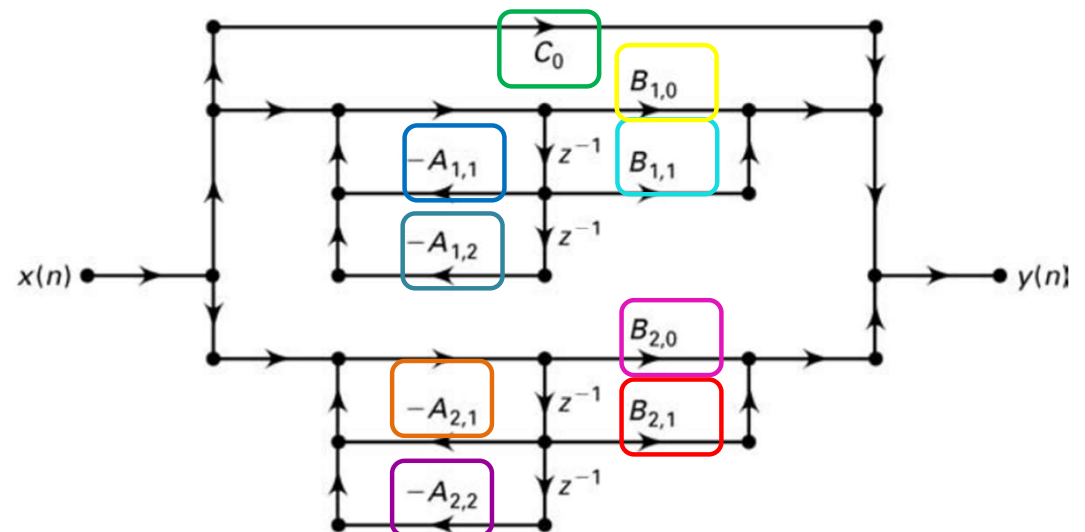 C₀
B₁,₀
−A₁,₁
z⁻¹
B₁,₁
−A₁,₂
z⁻¹
x(n)
y(n)
B₂,₀
−A₂,₁
z⁻¹
B₂,₁
−A₂,₂
z⁻¹